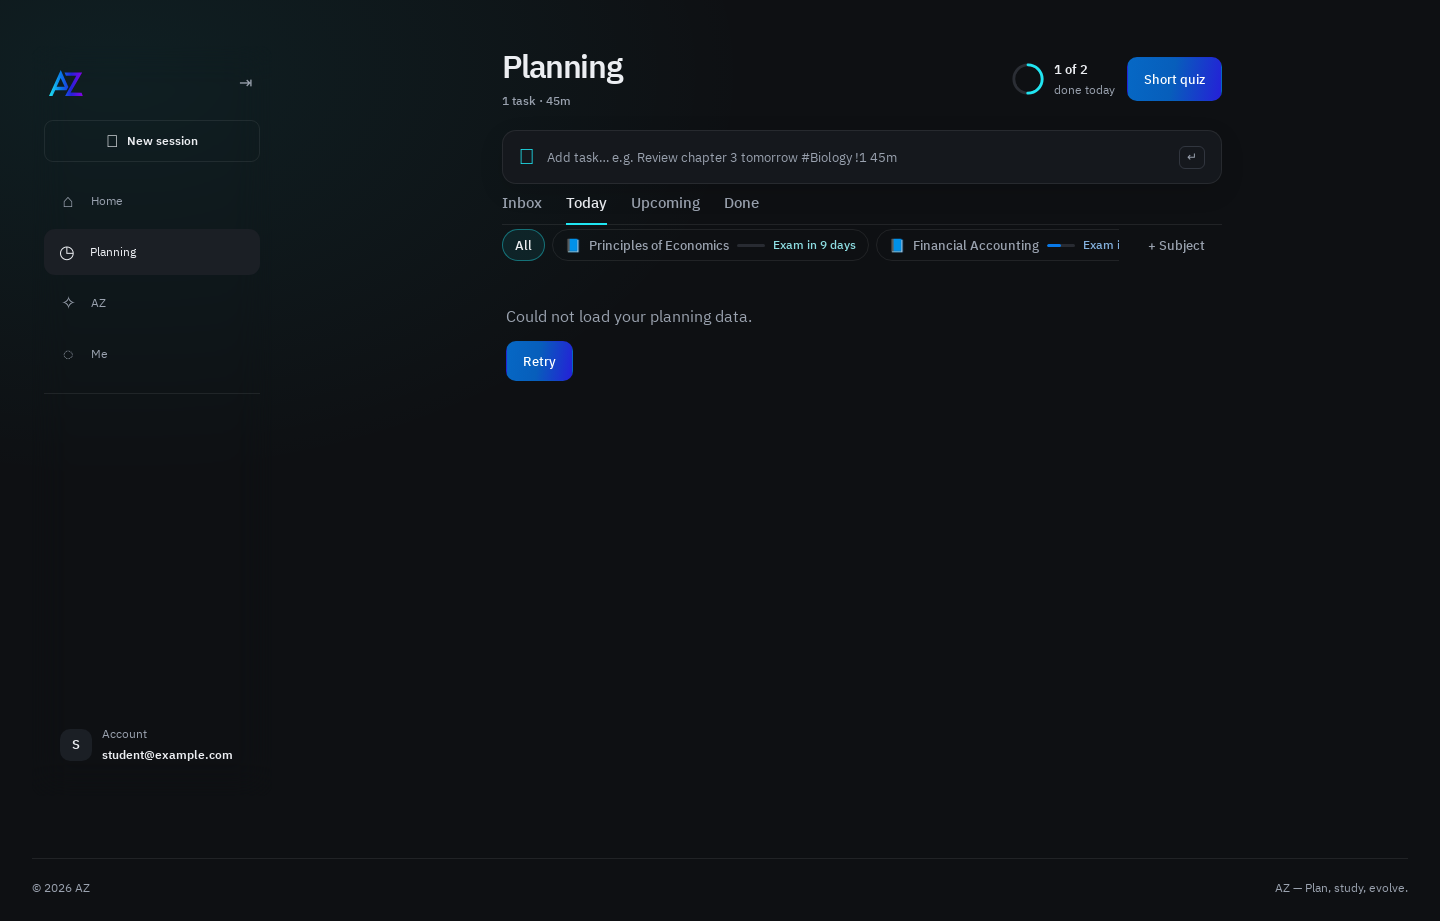 AZ
New session
Home
Planning
AZ
Me
Account
S
student@example.com
Planning
1 task · 45m
1 of 2
done today
Short quiz
Add task... e.g. Review chapter 3 tomorrow #Biology !1 45m
Inbox Today Upcoming Done
All 📘 Principles of Economics Exam in 9 days 📘 Financial Accounting Exam i + Subject
Could not load your planning data.
Retry
© 2026 AZ
AZ — Plan, study, evolve.